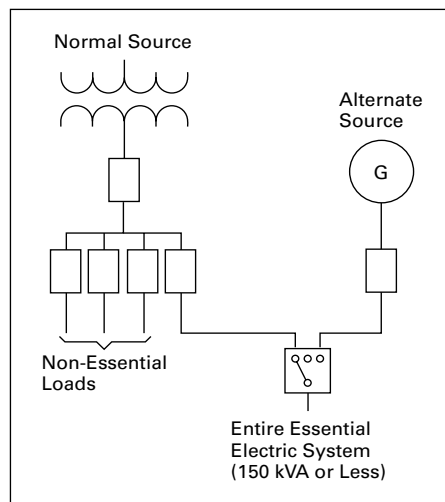 Normal Source
Alternate
Source
G
Non-Essential
Loads
Entire Essential
Electric System
(150 kVA or Less)